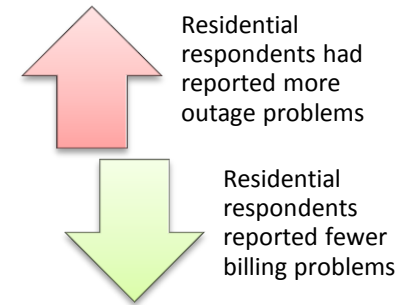 Residential
respondents had
reported more
outage problems
Residential
respondents
reported fewer
billing problems